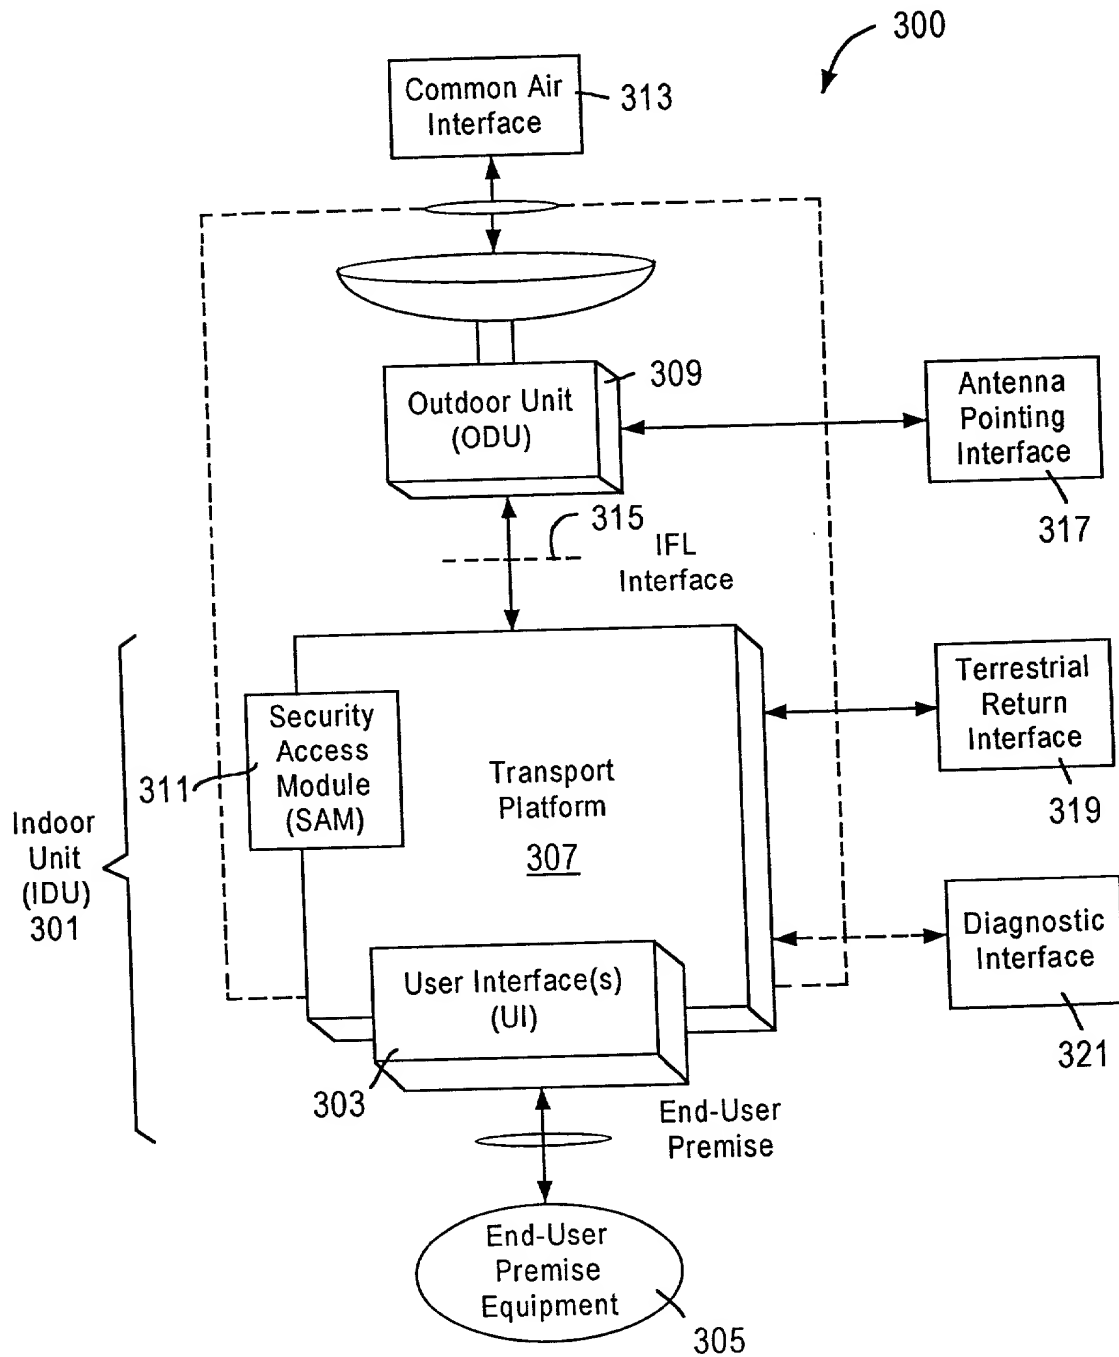 300
Common Air
Interface
313
309
Outdoor Unit
(ODU)
Antenna
Pointing
Interface
317
315
IFL
Interface
Security
Access
Module
(SAM)
311
Transport
Platform
307
Terrestrial
Return
Interface
319
Indoor
Unit
(IDU)
301
User Interface(s)
(UI)
303
Diagnostic
Interface
321
End-User
Premise
End-User
Premise
Equipment
305